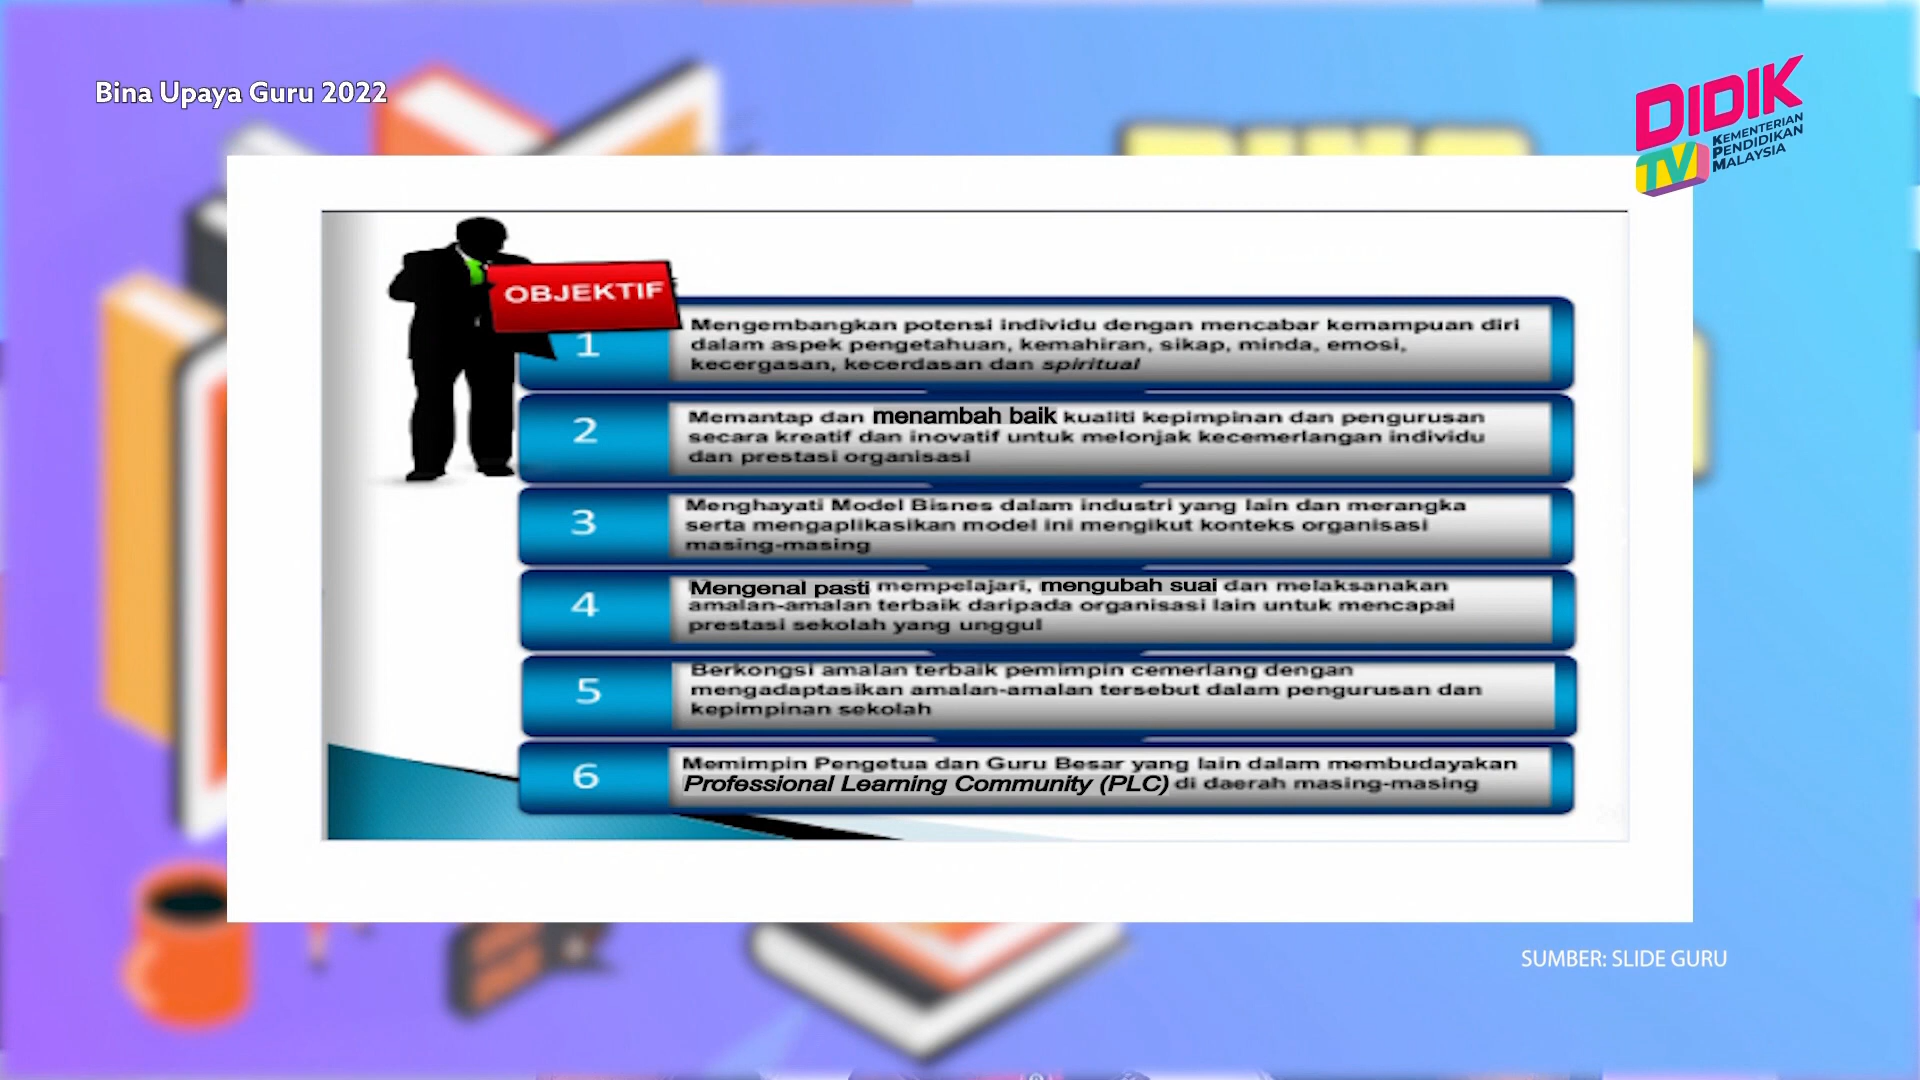 Bina Upaya Guru 2022
DIDIK
TV
KEMENTERIAN
PENDIDIKAN
MALAYSIA
OBJEKTIF
1
Mengembangkan potensi individu dengan mencabar kemampuan diri
dalam aspek pengetahuan, kemahiran, sikap, minda, emosi,
kecergasan, kecerdasan dan spiritual
2
Memantap dan menambah baik kualiti kepimpinan dan pengurusan
secara kreatif dan inovatif untuk melonjak kecemerlangan individu
dan prestasi organisasi
3
Menghayati Model Bisnes dalam industri yang lain dan merangka
serta mengaplikasikan model ini mengikut konteks organisasi
masing-masing
4
Mengenal pasti mempelajari, mengubah suai dan melaksanakan
amalan-amalan terbaik daripada organisasi lain untuk mencapai
prestasi sekolah yang unggul
5
Berkongsi amalan terbaik pemimpin cemerlang dengan
mengadaptasikan amalan-amalan tersebut dalam pengurusan dan
kepimpinan sekolah
6
Memimpin Pengetua dan Guru Besar yang lain dalam membudayakan
Professional Learning Community (PLC) di daerah masing-masing
SUMBER: SLIDE GURU